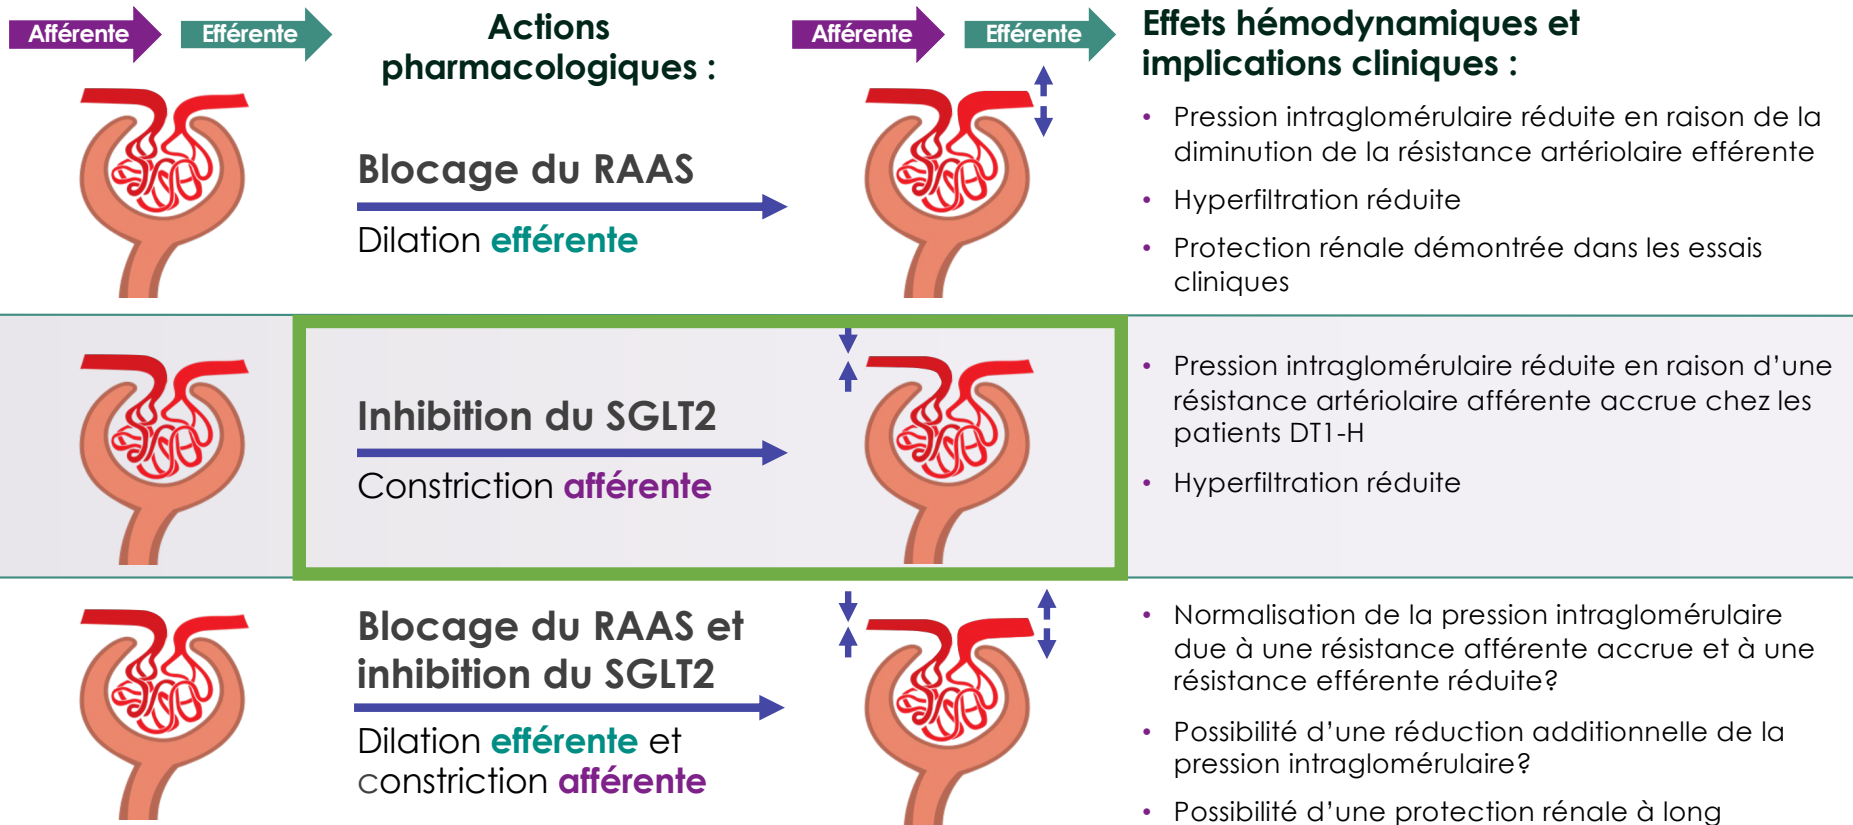 Afférente
Efférente
Actions
pharmacologiques :
Afférente
Efférente
Effets hémodynamiques et
implications cliniques :
Blocage du RAAS
Dilation efférente
• Pression intraglomérulaire réduite en raison de la
diminution de la résistance artériolaire efférente
• Hyperfiltration réduite
• Protection rénale démontrée dans les essais
cliniques
Inhibition du SGLT2
Constriction afférente
• Pression intraglomérulaire réduite en raison d’une
résistance artériolaire afférente accrue chez les
patients DT1-H
• Hyperfiltration réduite
Blocage du RAAS et
inhibition du SGLT2
Dilation efférente et
constriction afférente
• Normalisation de la pression intraglomérulaire
due à une résistance afférente accrue et à une
résistance efférente réduite?
• Possibilité d’une réduction additionnelle de la
pression intraglomérulaire?
• Possibilité d’une protection rénale à long